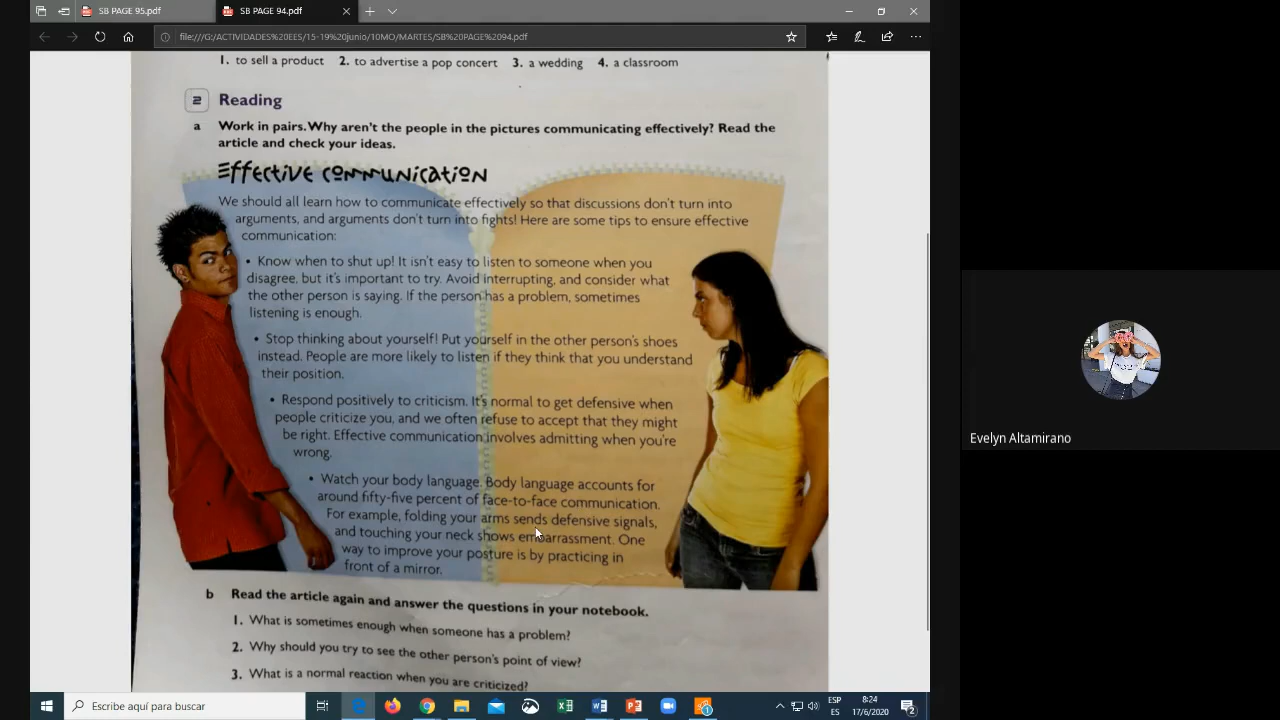 SB PAGE 95.pdf
SB PAGE 94.pdf
file:///G:/ACTIVIDADES%20EES/15-19%20junio/10MO/MARTES/SB%20PAGE%2094.pdf
1. to sell a product 2. to advertise a pop concert 3. a wedding 4. a classroom
2 Reading
a Work in pairs. Why aren't the people in the pictures communicating effectively? Read the
article and check your ideas.
Effective communication
We should all learn how to communicate effectively so that discussions don't turn into
arguments, and arguments don't turn into fights! Here are some tips to ensure effective
communication:
• Know when to shut up! It isn't easy to listen to someone when you
disagree, but it's important to try. Avoid interrupting, and consider what
the other person is saying. If the person has a problem, sometimes
listening is enough.
• Stop thinking about yourself! Put yourself in the other person's shoes
instead. People are more likely to listen if they think that you understand
their position.
• Respond positively to criticism. It's normal to get defensive when
people criticize you, and we often refuse to accept that they might
be right. Effective communication involves admitting when you're
wrong.
• Watch your body language. Body language accounts for
around fifty-five percent of face-to-face communication.
For example, folding your arms sends defensive signals,
and touching your neck shows embarrassment. One
way to improve your posture is by practicing in
front of a mirror.
b Read the article again and answer the questions in your notebook.
1. What is sometimes enough when someone has a problem?
2. Why should you try to see the other person's point of view?
3. What is a normal reaction when you are criticized?
Evelyn Altamirano
Escribe aquí para buscar
ESP
ES
8:24
17/6/2020
2